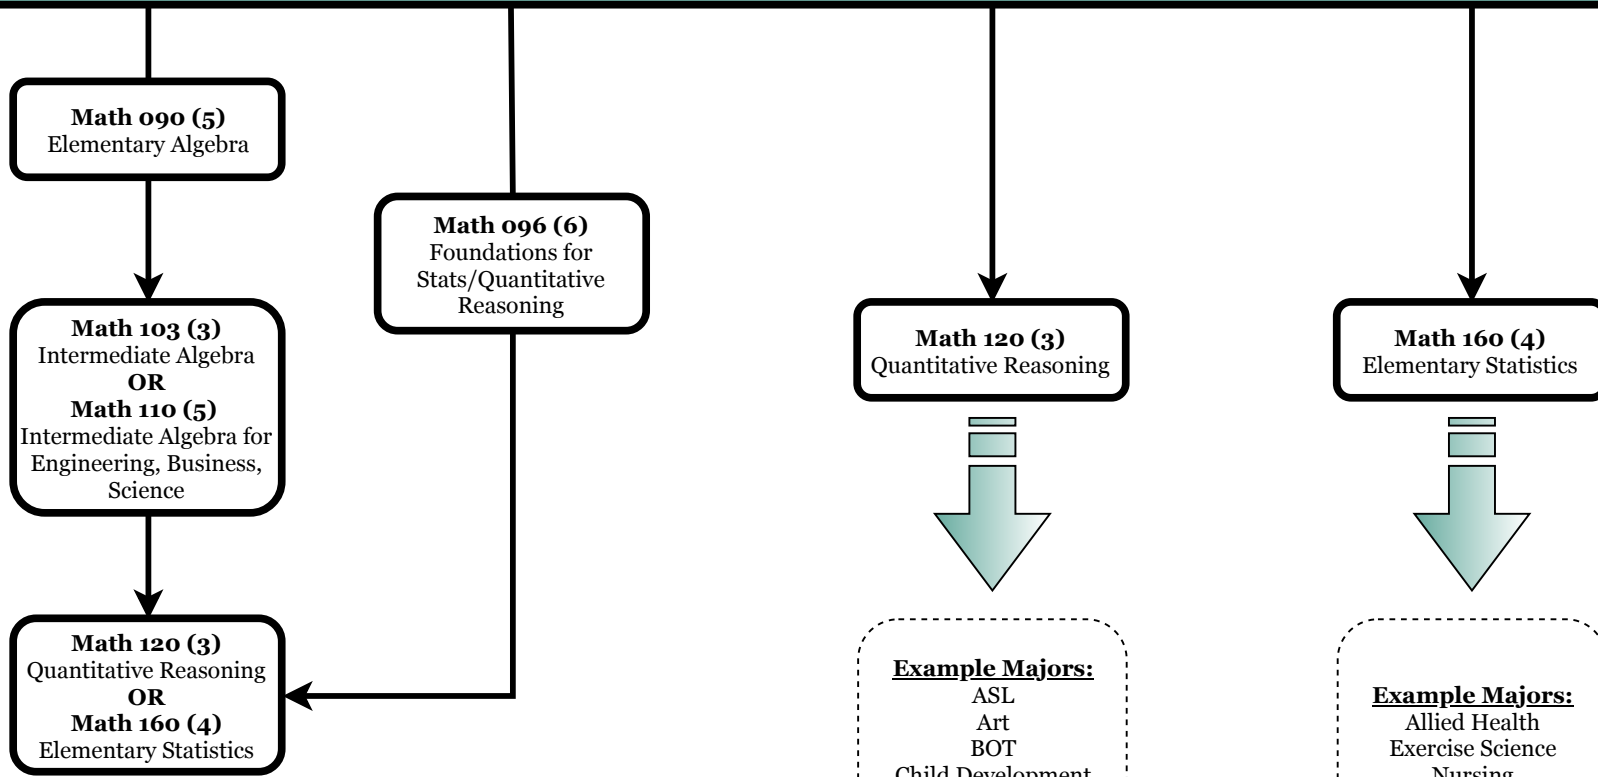 Math 090 (5)
Elementary Algebra
Math 096 (6)
Foundations for
Stats/Quantitative
Reasoning
Math 103 (3)
Intermediate Algebra
OR
Math 110 (5)
Intermediate Algebra for
Engineering, Business,
Science
Math 120 (3)
Quantitative Reasoning
Math 160 (4)
Elementary Statistics
Math 120 (3)
Quantitative Reasoning
OR
Math 160 (4)
Elementary Statistics
Example Majors:
ASL
Art
BOT
Child Development
Example Majors:
Allied Health
Exercise Science
Nursing